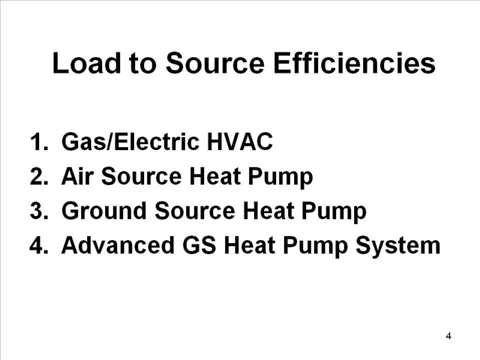 Load to Source Efficiencies
1. Gas/Electric HVAC
2. Air Source Heat Pump
3. Ground Source Heat Pump
4. Advanced GS Heat Pump System
4